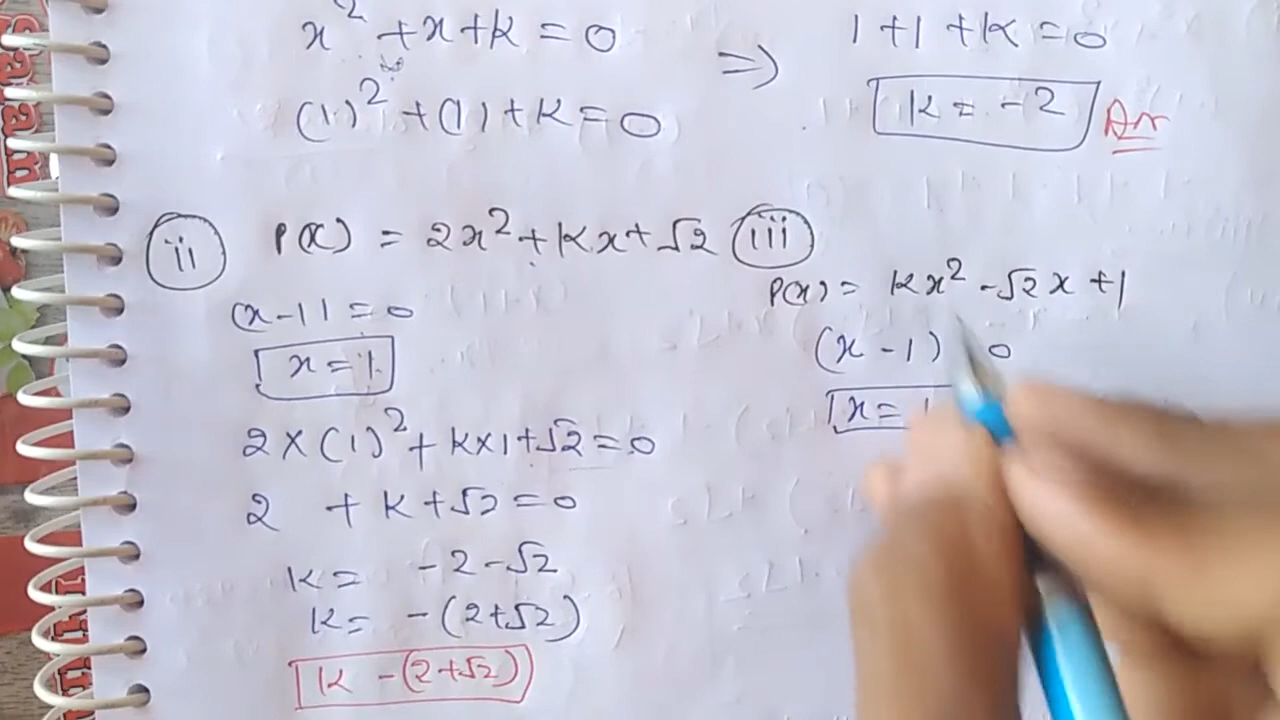 x² + x + k = 0
(1)² + (1) + k = 0
=> 1 + 1 + k = 0
k = -2 An
ii P(x) = 2x² + kx + √2
(x - 1) = 0
x = 1
2 × (1)² + k × 1 + √2 = 0
2 + k + √2 = 0
k = -2 - √2
k = -(2 + √2)
k -(2 + √2)
iii
P(x) = kx² - √2 x + 1
(x - 1) 0
x = 1